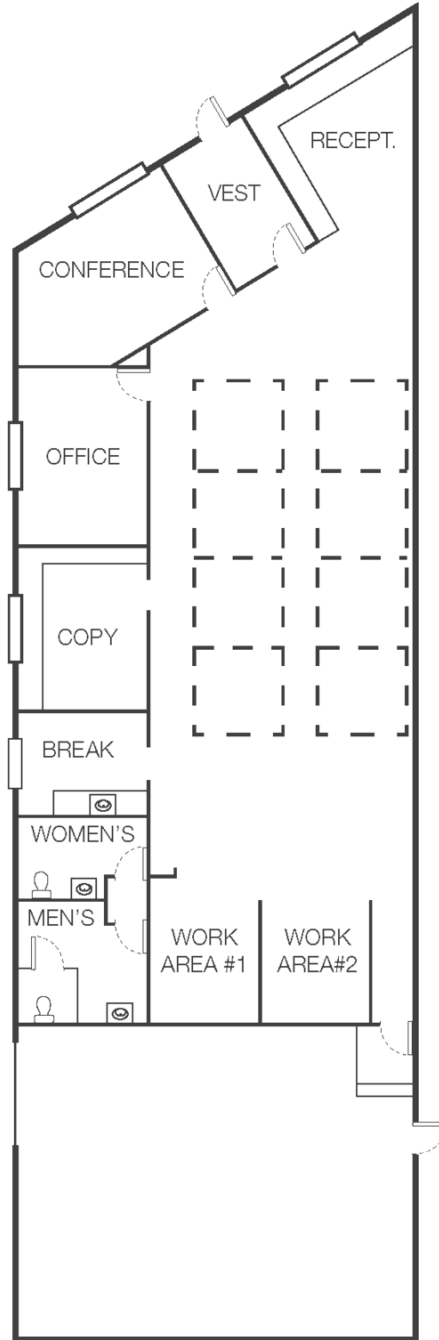 RECEPT.
VEST
CONFERENCE
OFFICE
COPY
BREAK
WOMEN'S
MEN'S
WORK
AREA #1
WORK
AREA#2